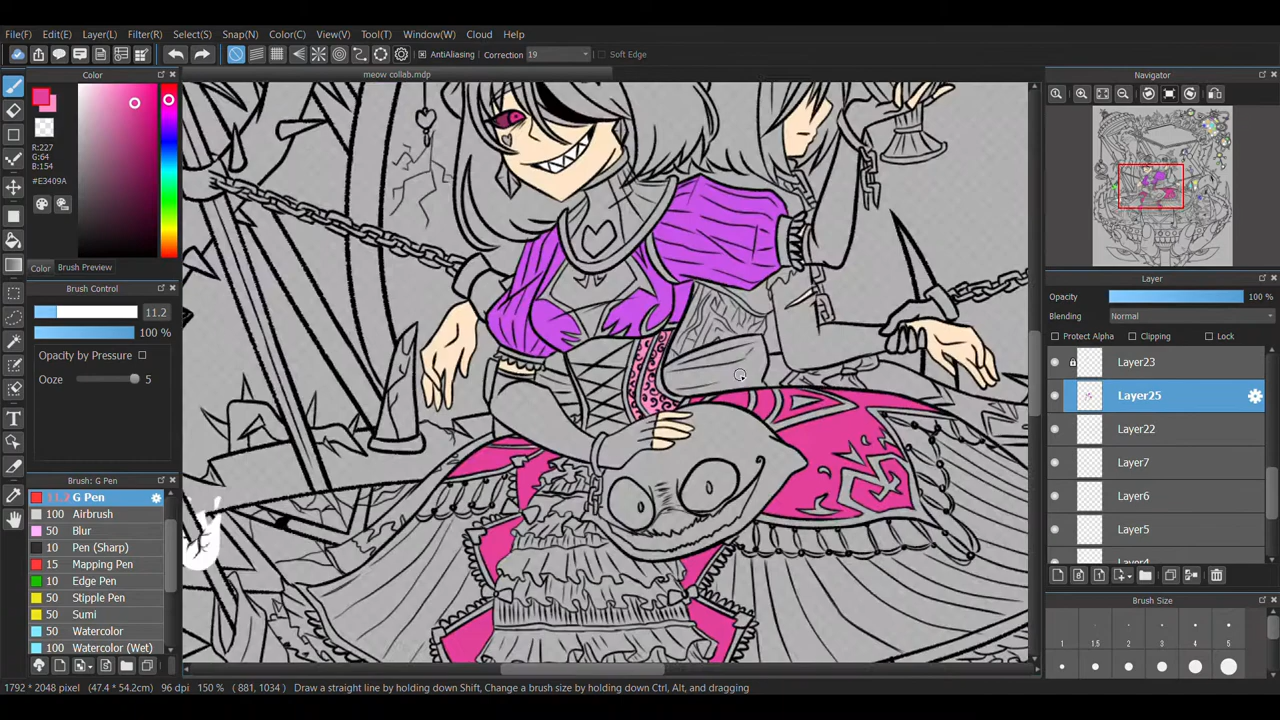 File(F) Edit(E) Layer(L) Filter(R) Select(S) Snap(N) Color(C) View(V) Tool(T) Window(W) Cloud Help
AntiAliasing Correction 19 Soft Edge
Color
meow collab.mdp
Navigator
R:227
G:64
B:154
#E3409A
Color Brush Preview
Brush Control
11.2
100 %
Opacity by Pressure
Ooze 5
Brush: G Pen
11.2 G Pen
100 Airbrush
50 Blur
10 Pen (Sharp)
15 Mapping Pen
10 Edge Pen
50 Stipple Pen
50 Sumi
50 Watercolor
100 Watercolor (Wet)
Layer
Opacity 100 %
Blending Normal
Protect Alpha Clipping Lock
Layer23
Layer25
Layer22
Layer7
Layer6
Layer5
Layer4
Brush Size
1 1.5 2 3 4 5
1792 * 2048 pixel (47.4 * 54.2cm) 96 dpi 150 % ( 881, 1034 ) Draw a straight line by holding down Shift, Change a brush size by holding down Ctrl, Alt, and dragging